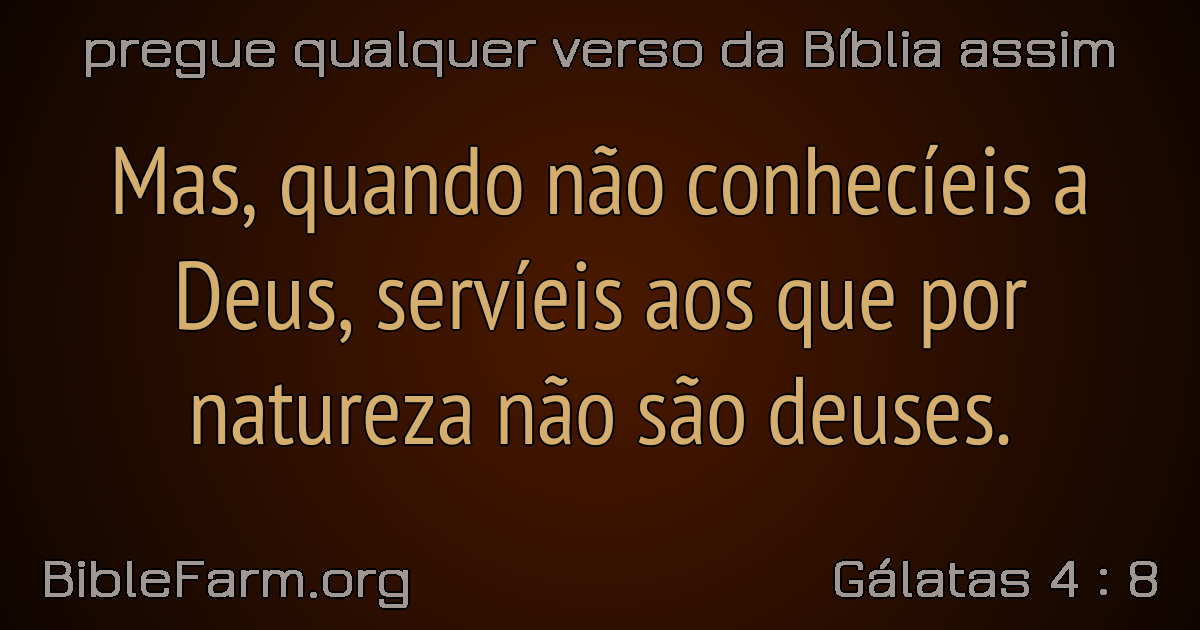 pregue qualquer verso da Bíblia assim
Mas, quando não conhecíeis a
Deus, servíeis aos que por
natureza não são deuses.
BibleFarm.org
Gálatas 4 : 8